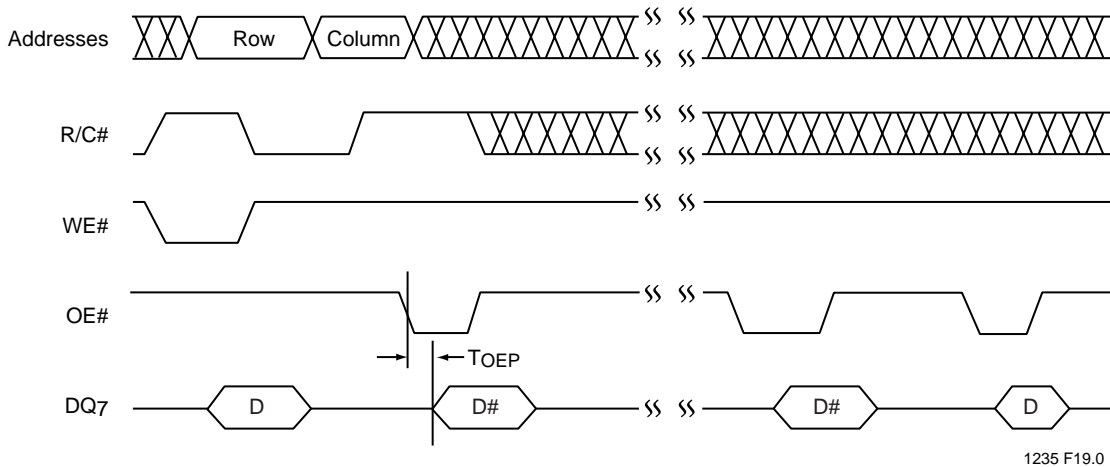 Addresses Row Column
R/C#
WE#
OE#
TOEP
DQ7 D D# D# D
1235 F19.0